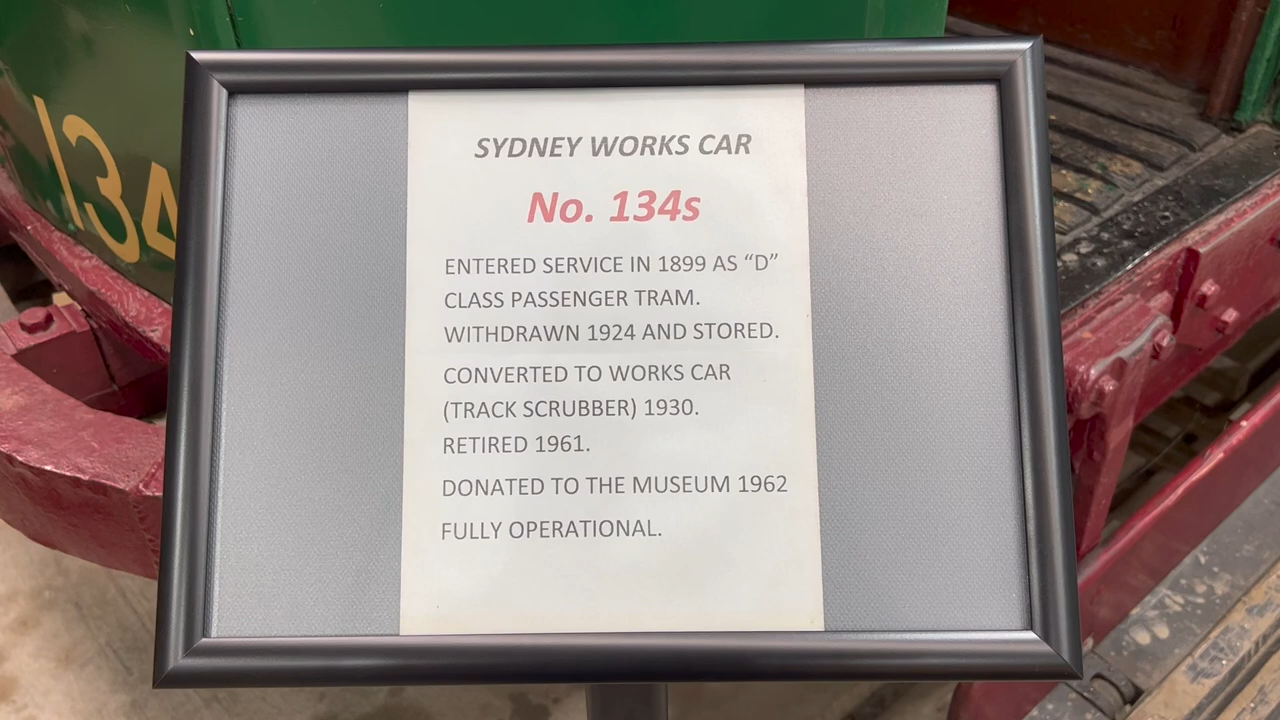 134
SYDNEY WORKS CAR
No. 134s
ENTERED SERVICE IN 1899 AS “D”
CLASS PASSENGER TRAM.
WITHDRAWN 1924 AND STORED.
CONVERTED TO WORKS CAR
(TRACK SCRUBBER) 1930.
RETIRED 1961.
DONATED TO THE MUSEUM 1962
FULLY OPERATIONAL.